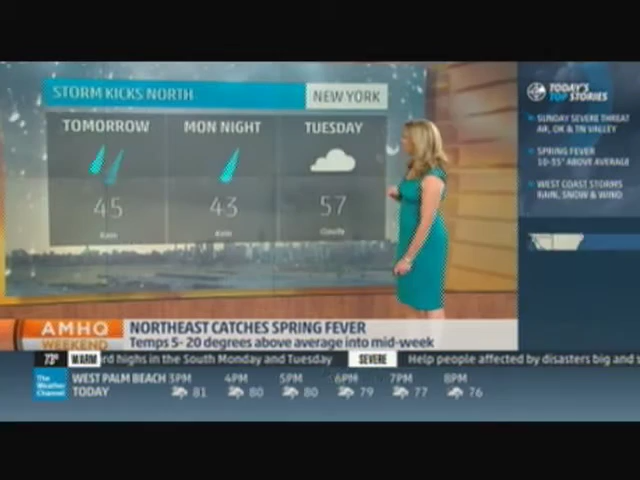 STORM KICKS NORTH
NEW YORK
TOMORROW
MON NIGHT
TUESDAY
45
43
57
Rain
Rain
Cloudy
TODAY'S
TOP STORIES
SUNDAY SEVERE THREAT
AR, OK & TN VALLEY
SPRING FEVER
10-35° ABOVE AVERAGE
WEST COAST STORMS
RAIN, SNOW & WIND
AMHQ
WEEKEND
NORTHEAST CATCHES SPRING FEVER
Temps 5-20 degrees above average into mid-week
73°
WARM
rd highs in the South Monday and Tuesday
SEVERE
Help people affected by disasters big and
The
Weather
Channel
WEST PALM BEACH
TODAY
3PM
4PM
5PM
6PM
7PM
8PM
81
80
80
79
77
76